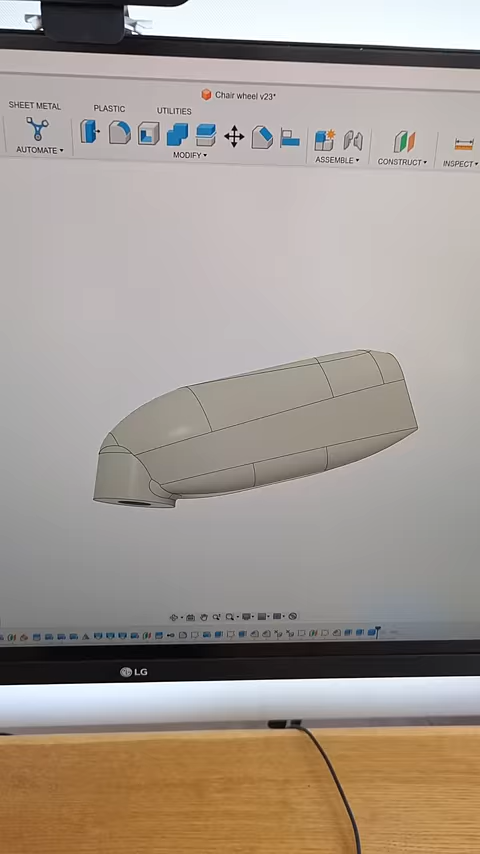 Chair wheel v23*
SHEET METAL
PLASTIC
UTILITIES
AUTOMATE
MODIFY
ASSEMBLE
CONSTRUCT
INSPECT
LG